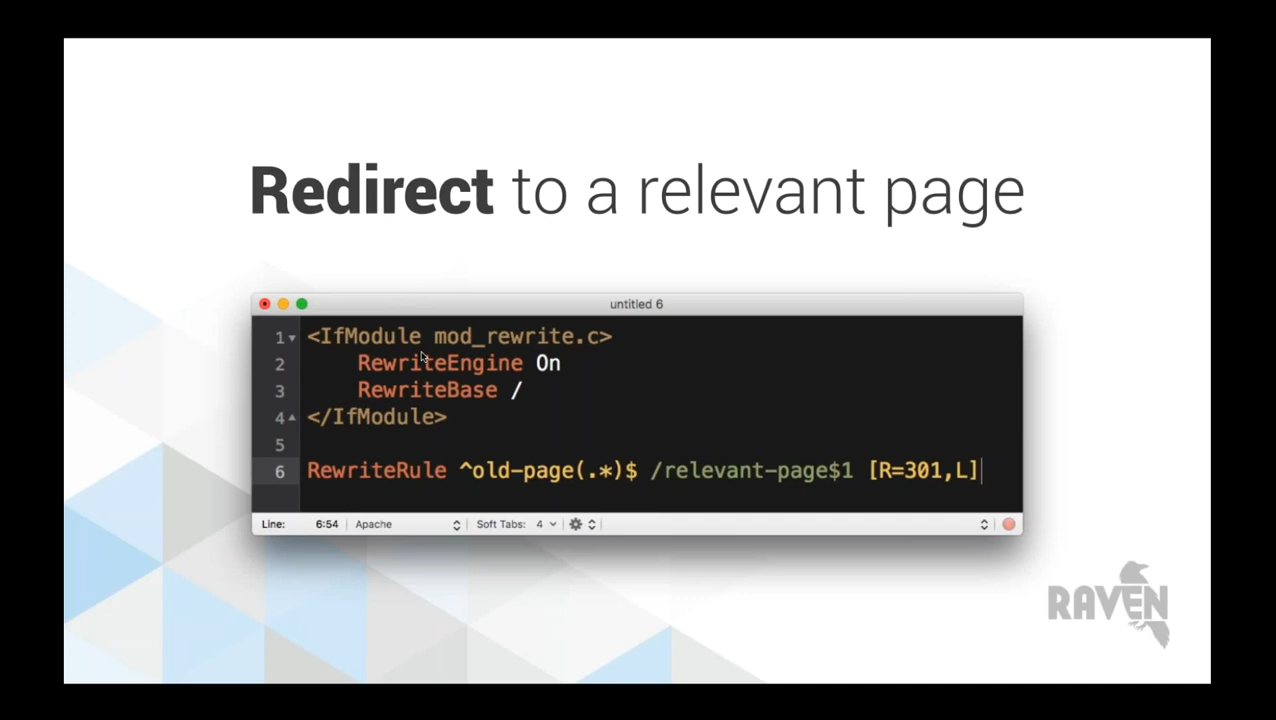 Redirect to a relevant page
untitled 6
1 <IfModule mod_rewrite.c>
2 RewriteEngine On
3 RewriteBase /
4 </IfModule>
5
6 RewriteRule ^old-page(.*)$ /relevant-page$1 [R=301,L]
Line: 6:54 Apache Soft Tabs: 4
RAVEN